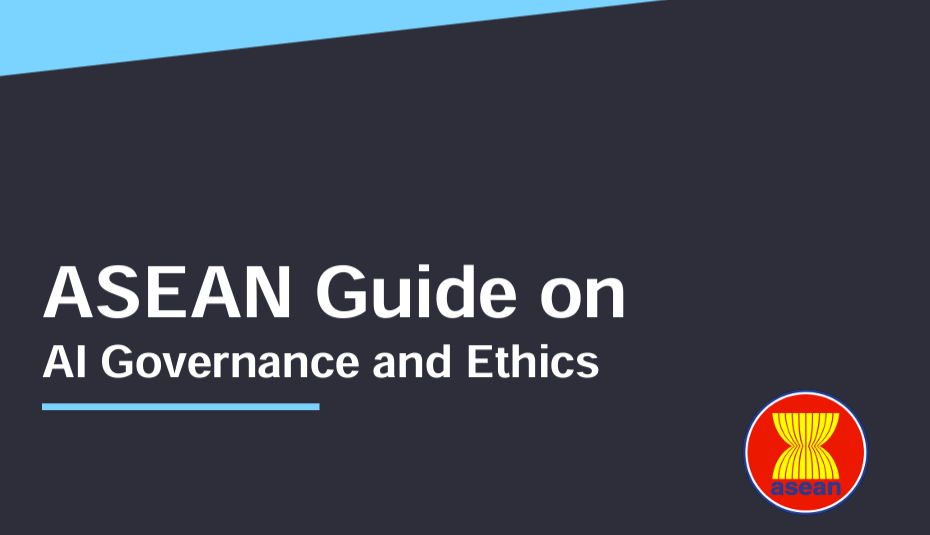 ASEAN Guide on
AI Governance and Ethics
asean